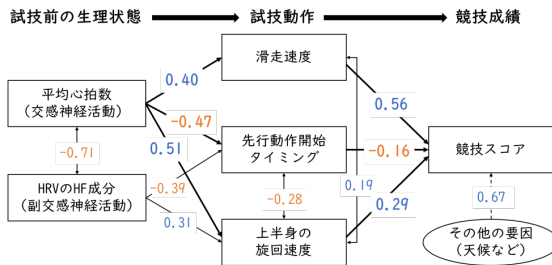 試技前の生理状態
試技動作
競技成績
平均心拍数
(交感神経活動)
HRVのHF成分
(副交感神経活動)
-0.71
0.40
-0.47
0.51
-0.39
0.31
滑走速度
先行動作開始
タイミング
上半身の
旋回速度
-0.28
0.19
0.56
-0.16
0.29
競技スコア
0.67
その他の要因
(天候など)